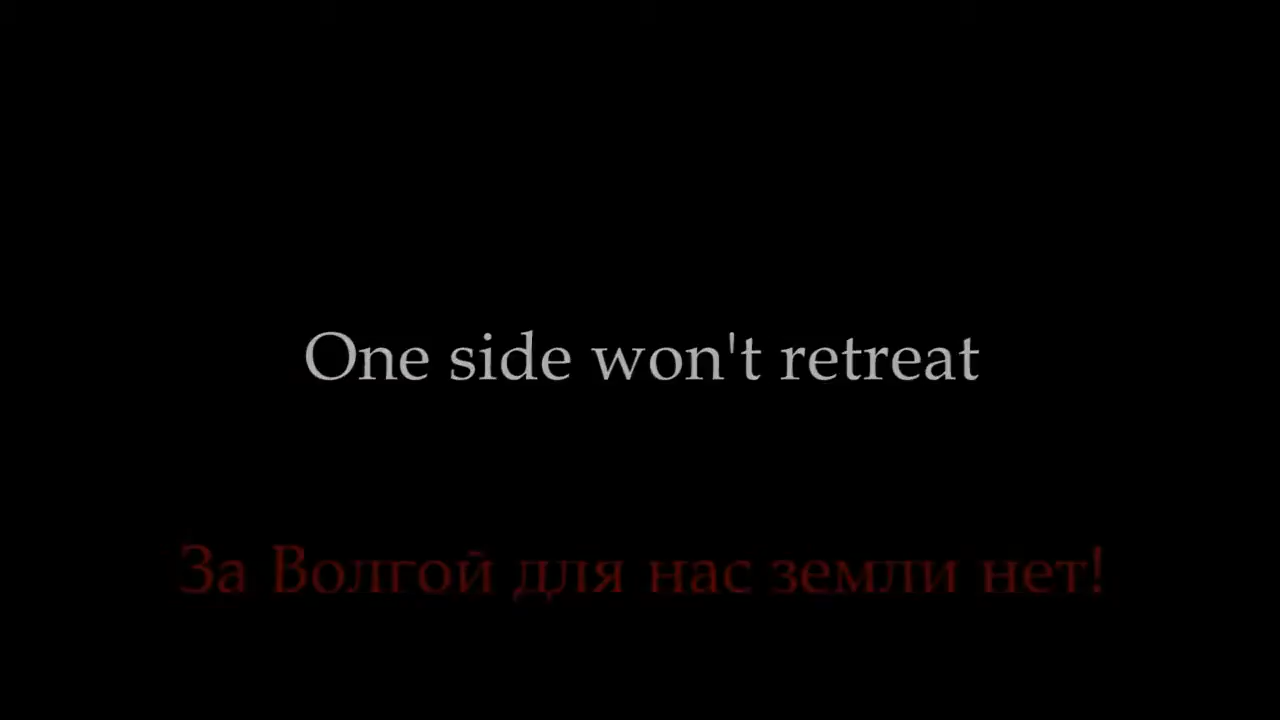 One side won't retreat
За Волгой для нас земли нет!